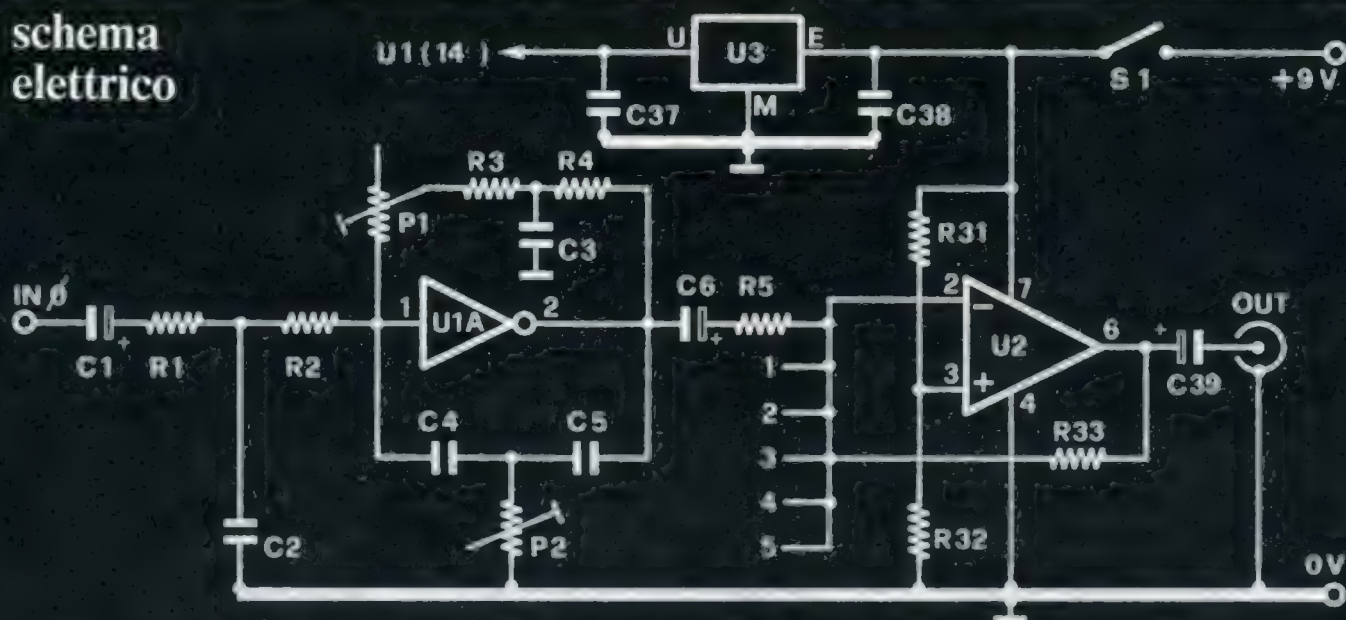 schema
elettrico
U1(14)
U
U3
E
M
C37
C38
S1
+9V
R3
R4
P1
C3
R31
IN Ø
C1
+
R1
R2
1
U1A
2
C6
+
R5
2
7
−
U2
6
3
+
4
+
C39
OUT
1
2
3
4
5
C4
C5
R33
C2
P2
R32
0V